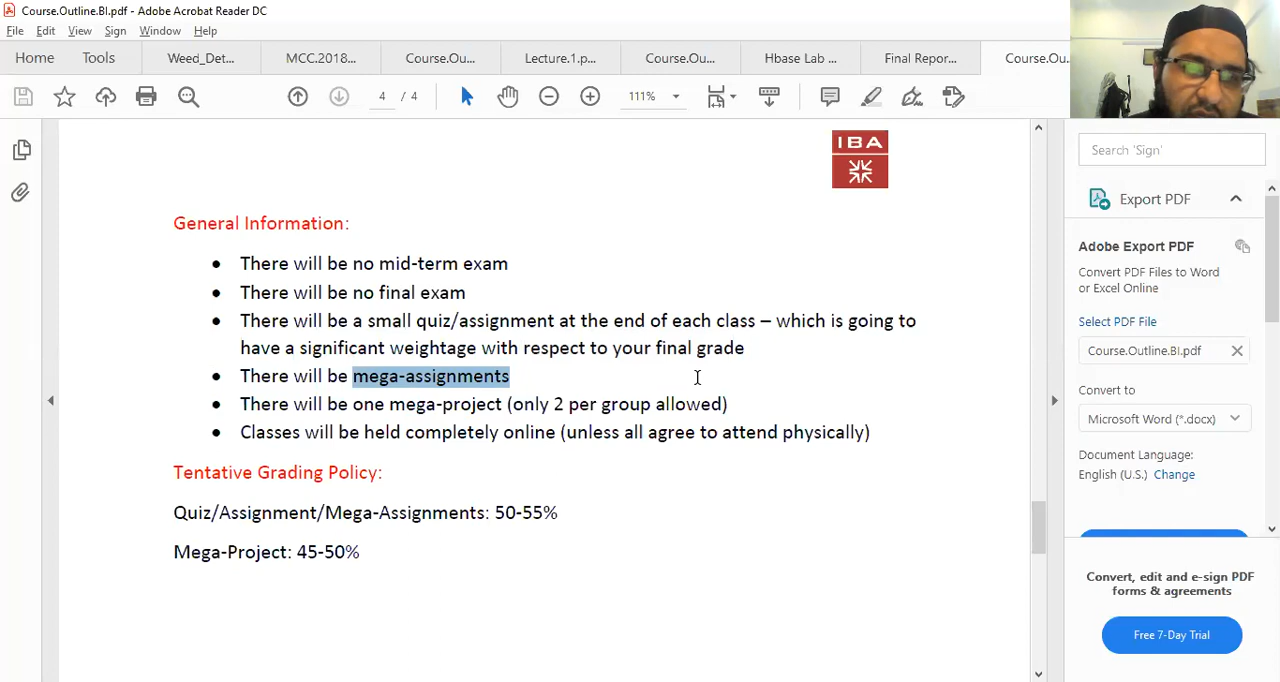 Course.Outline.BI.pdf - Adobe Acrobat Reader DC
File Edit View Sign Window Help
Home Tools Weed_Det... MCC.2018... Course.Ou... Lecture.1.p... Course.Ou... Hbase Lab ... Final Repor... Course.Ou
4 / 4 111%
IBA
Search 'Sign'
Export PDF
Adobe Export PDF
Convert PDF Files to Word
or Excel Online
Select PDF File
Course.Outline.BI.pdf
Convert to
Microsoft Word (*.docx)
Document Language:
English (U.S.) Change
Convert, edit and e-sign PDF
forms & agreements
Free 7-Day Trial
General Information:
• There will be no mid-term exam
• There will be no final exam
• There will be a small quiz/assignment at the end of each class – which is going to
have a significant weightage with respect to your final grade
• There will be mega-assignments
• There will be one mega-project (only 2 per group allowed)
• Classes will be held completely online (unless all agree to attend physically)
Tentative Grading Policy:
Quiz/Assignment/Mega-Assignments: 50-55%
Mega-Project: 45-50%